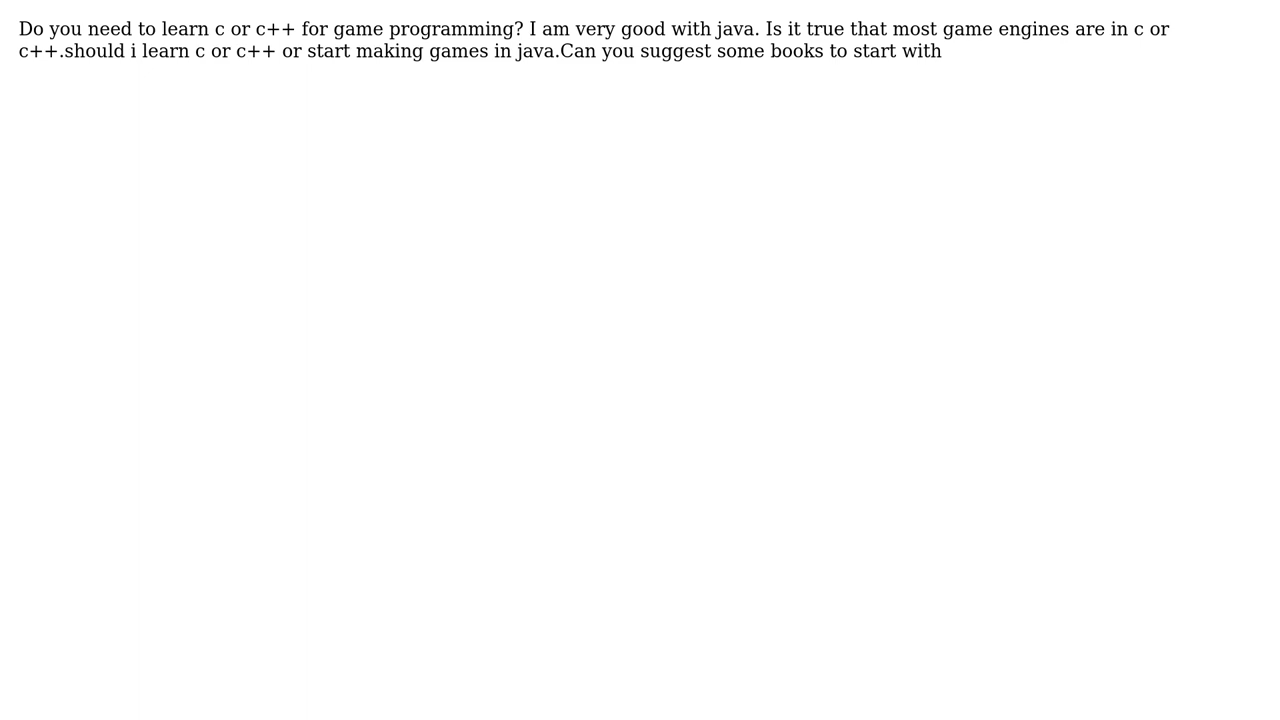 Do you need to learn c or c++ for game programming? I am very good with java. Is it true that most game engines are in c or
c++.should i learn c or c++ or start making games in java.Can you suggest some books to start with